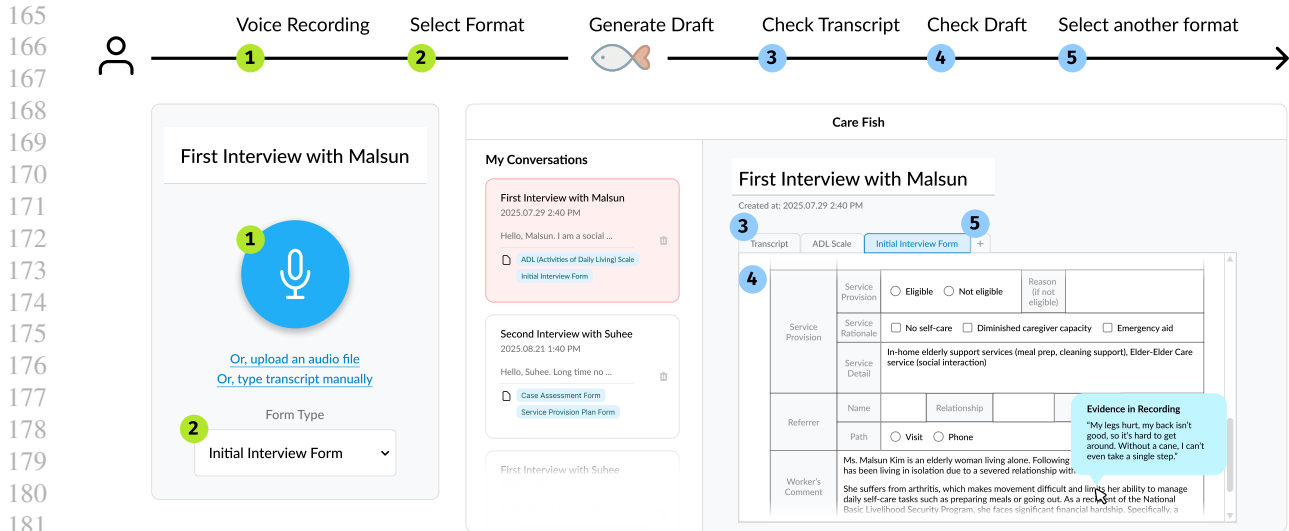 165
166
167
168
169
170
171
172
173
174
175
176
177
178
179
180
181
Voice Recording
Select Format
Generate Draft
Check Transcript
Check Draft
Select another format
1
2
3
4
5
First Interview with Malsun
1
Or, upload an audio file
Or, type transcript manually
Form Type
2
Initial Interview Form
Care Fish
My Conversations
First Interview with Malsun
2025.07.29 2:40 PM
Hello, Malsun. I am a social ...
ADL (Activities of Daily Living) Scale
Initial Interview Form
Second Interview with Suhee
2025.08.21 1:40 PM
Hello, Suhee. Long time no ...
Case Assessment Form
Service Provision Plan Form
First Interview with Suhee
First Interview with Malsun
Created at: 2025.07.29 2:40 PM
3
5
Transcript
ADL Scale
Initial Interview Form
+
4
Service Provision
Service
Provision
Eligible
Not eligible
Reason
(if not
eligible)
Service
Rationale
No self-care
Diminished caregiver capacity
Emergency aid
Service
Detail
In-home elderly support services (meal prep, cleaning support), Elder-Elder Care
service (social interaction)
Referrer
Name
Relationship
Path
Visit
Phone
Worker's
Comment
Ms. Malsun Kim is an elderly woman living alone. Following
has been living in isolation due to a severed relationship with
She suffers from arthritis, which makes movement difficult and limits her ability to manage
daily self-care tasks such as preparing meals or going out. As a recipient of the National
Basic Livelihood Security Program, she faces significant financial hardship. Specifically, a
Evidence in Recording
"My legs hurt, my back isn't
good, so it's hard to get
around. Without a cane, I can't
even take a single step."